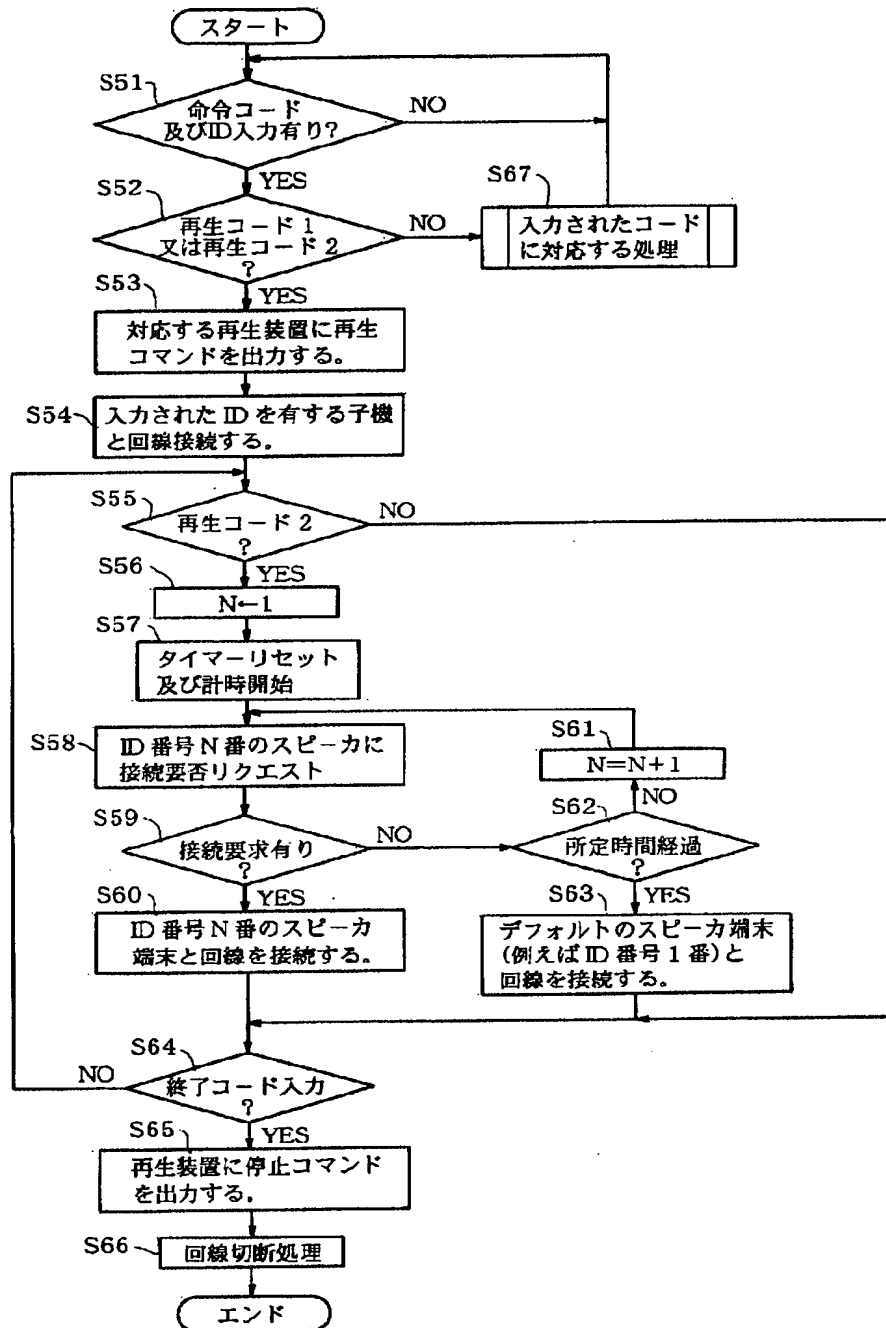 スタート
S51
命令コード
及びID入力有り?
NO
YES
S52
再生コード1
又は再生コード2
?
NO
S67
入力されたコード
に対応する処理
YES
S53
対応する再生装置に再生
コマンドを出力する。
S54
入力された ID を有する子機
と回線接続する。
S55
再生コード2
?
NO
YES
S56
N←1
S57
タイマーリセット
及び計時開始
S58
ID 番号 N 番のスピーカに
接続要否リクエスト
S61
N=N+1
NO
S59
接続要求有り
?
NO
S62
所定時間経過
?
YES
YES
S60
ID 番号 N 番のスピーカ
端末と回線を接続する。
S63
デフォルトのスピーカ端末
(例えば ID 番号 1 番)と
回線を接続する。
S64
NO
終了コード入力
?
YES
S65
再生装置に停止コマンド
を出力する。
S66
回線切断処理
エンド